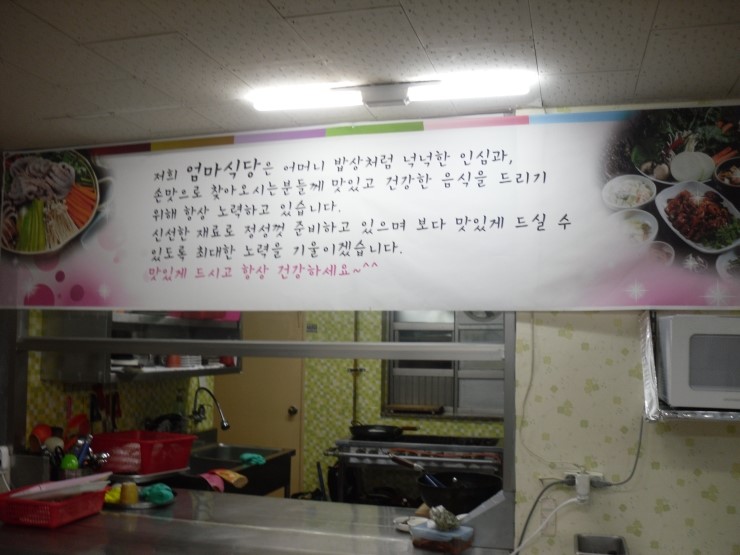 저희 엄마식당은 어머니 밥상처럼 넉넉한 인심과,
손맛으로 찾아오시는분들께 맛있고 건강한 음식을 드리기
위해 항상 노력하고 있습니다.
신선한 재료로 정성껏 준비하고 있으며 보다 맛있게 드실 수
있도록 최대한 노력을 기울이겠습니다.
맛있게 드시고 항상 건강하세요~^^